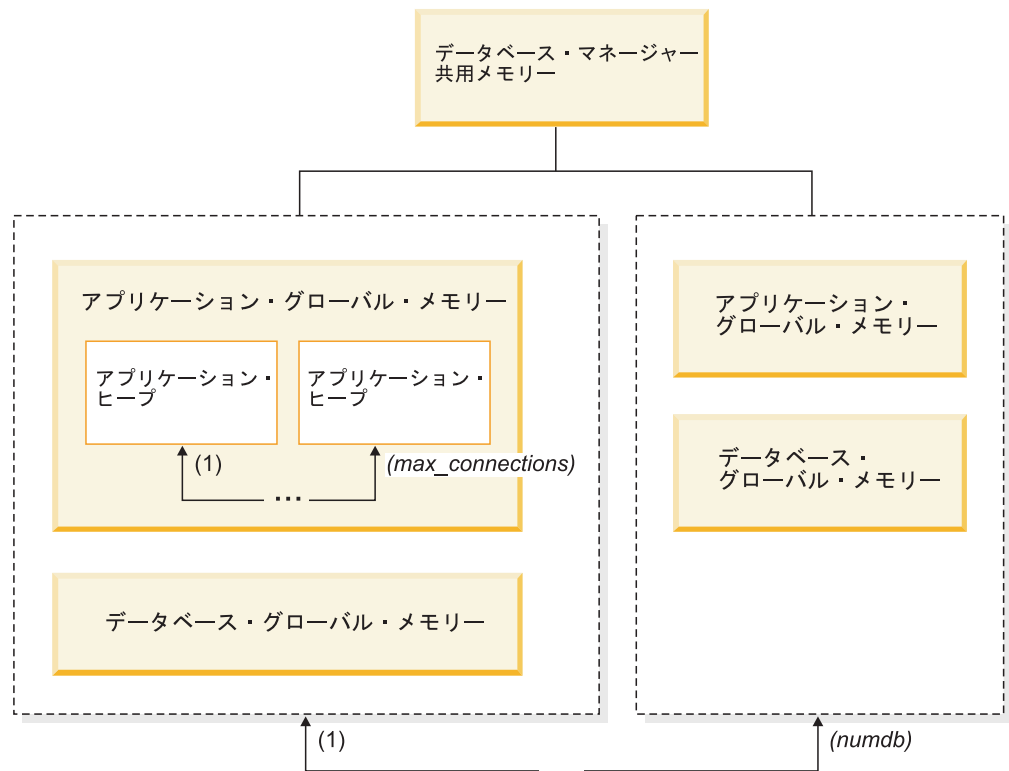 データベース・マネージャー
共用メモリー
アプリケーション・グローバル・メモリー
アプリケーション・
ヒープ
アプリケーション・
ヒープ
(1)
(max_connections)
...
データベース・グローバル・メモリー
アプリケーション・
グローバル・メモリー
データベース・
グローバル・メモリー
(1)
(numdb)